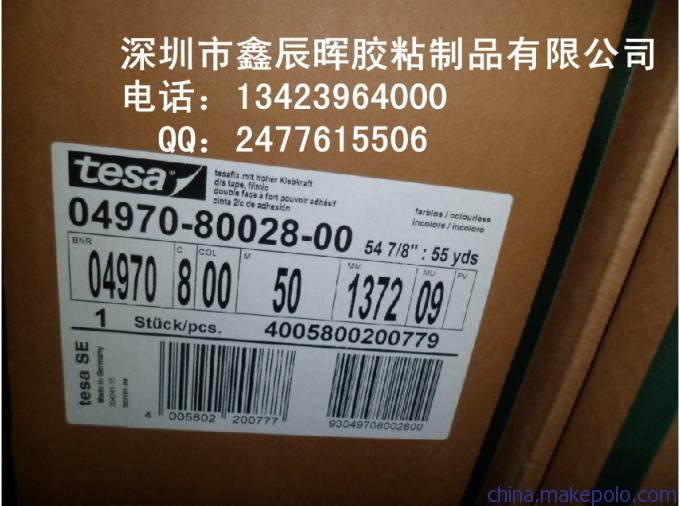 深圳市鑫辰晖胶粘制品有限公司
电话：13423964000
QQ：2477615506
tesa
tesafix mit hoher Klebkraft
d/s tape, filmic
double face à fort pouvoir adhésif
cinta 2/c de adhesión
farblos / colourless
incolore / incoloro
04970-80028-00
54 7/8" : 55 yds
BNR C COL M MM MU PV
04970 8 00 50 1372 09
1 Stück/pcs. 4005800200779
tesa SE
Made in Germany
4 005802 200777
93049708002800
china.makepolo.com